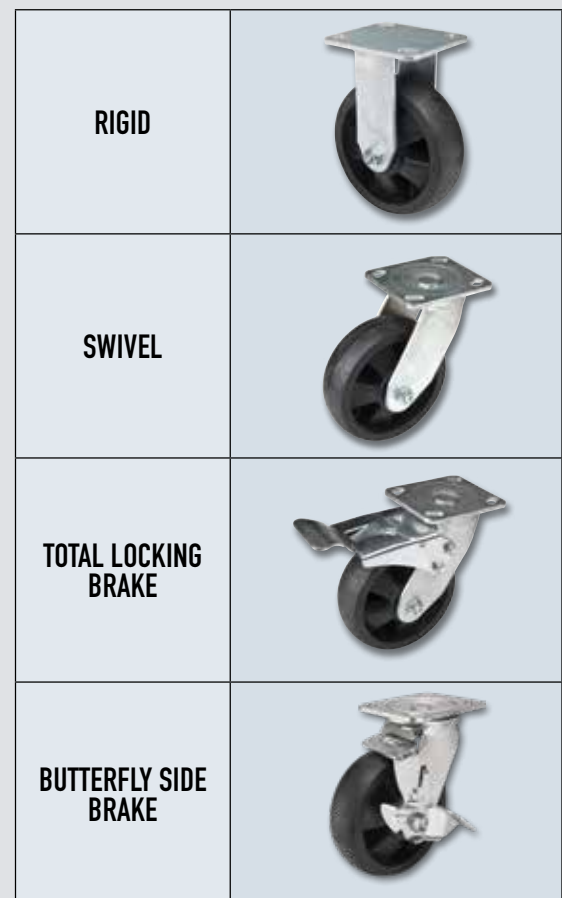 RIGID
SWIVEL
TOTAL LOCKING
BRAKE
BUTTERFLY SIDE
BRAKE